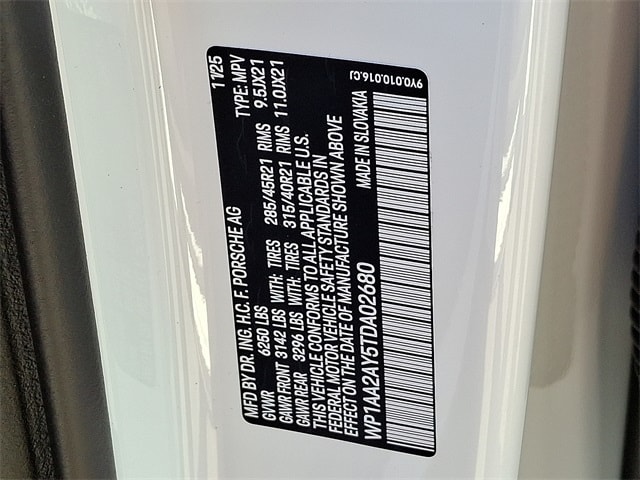 MFD BY DR. ING. H.C. F. PORSCHE AG 11/25
GVWR 6250 LBS TYPE: MPV
GAWR FRONT 3142 LBS WITH: TIRES 285/45R21 RIMS 9.5JX21
GAWR REAR 3296 LBS WITH: TIRES 315/40R21 RIMS 11.0JX21
THIS VEHICLE CONFORMS TO ALL APPLICABLE U.S.
FEDERAL MOTOR VEHICLE SAFETY STANDARDS IN
EFFECT ON THE DATE OF MANUFACTURE SHOWN ABOVE
WP1AA2AY5TDA02680 MADE IN SLOVAKIA
9Y0.010.016.CJ